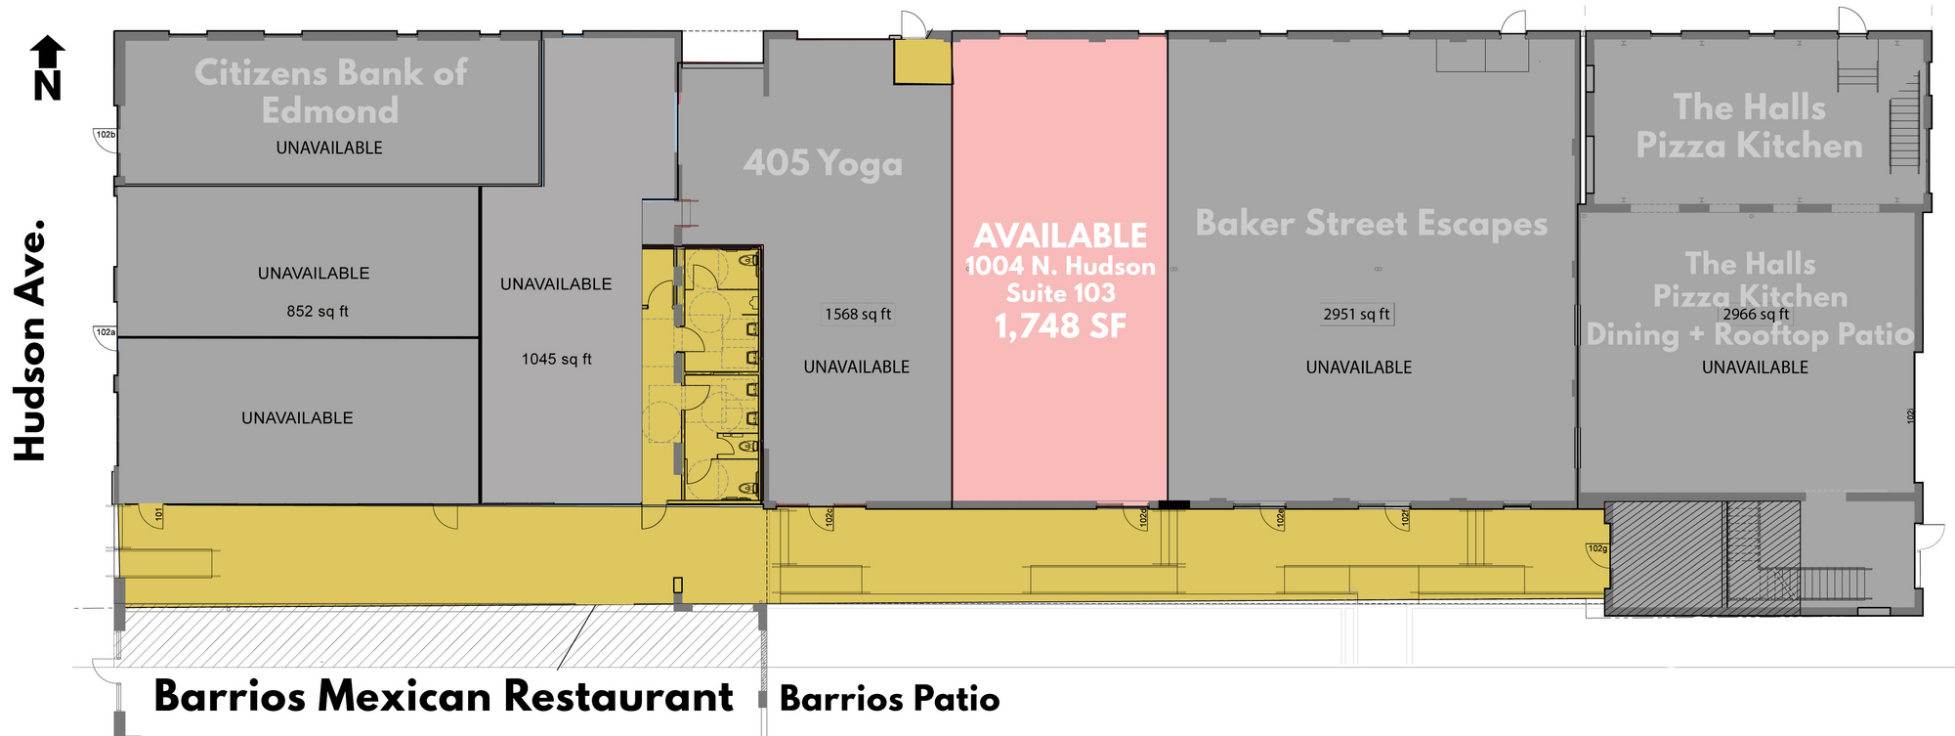 N
Hudson Ave.
Citizens Bank of
Edmond
UNAVAILABLE
102b
UNAVAILABLE
852 sq ft
102a
UNAVAILABLE
UNAVAILABLE
1045 sq ft
405 Yoga
1568 sq ft
UNAVAILABLE
AVAILABLE
1004 N. Hudson
Suite 103
1,748 SF
Baker Street Escapes
2951 sq ft
UNAVAILABLE
The Halls
Pizza Kitchen
The Halls
Pizza Kitchen
2966 sq ft
Dining + Rooftop Patio
UNAVAILABLE
102i
101
102c
102d
102e
102f
102g
Barrios Mexican Restaurant
Barrios Patio